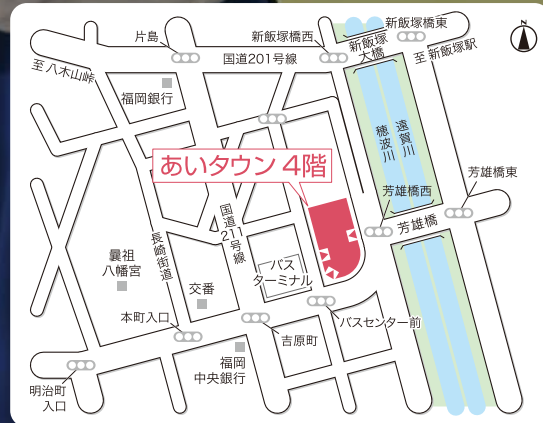 片島
新飯塚橋西
新飯塚橋東
N
国道201号線
新飯塚
大橋
至 新飯塚駅
至 八木山峠
福岡銀行
あいタウン 4階
遠賀川
穂波川
芳雄橋東
芳雄橋西
芳雄橋
国道211号線
長崎街道
曩祖
八幡宮
交番
バス
ターミナル
本町入口
吉原町
バスセンター前
福岡
中央銀行
明治町
入口